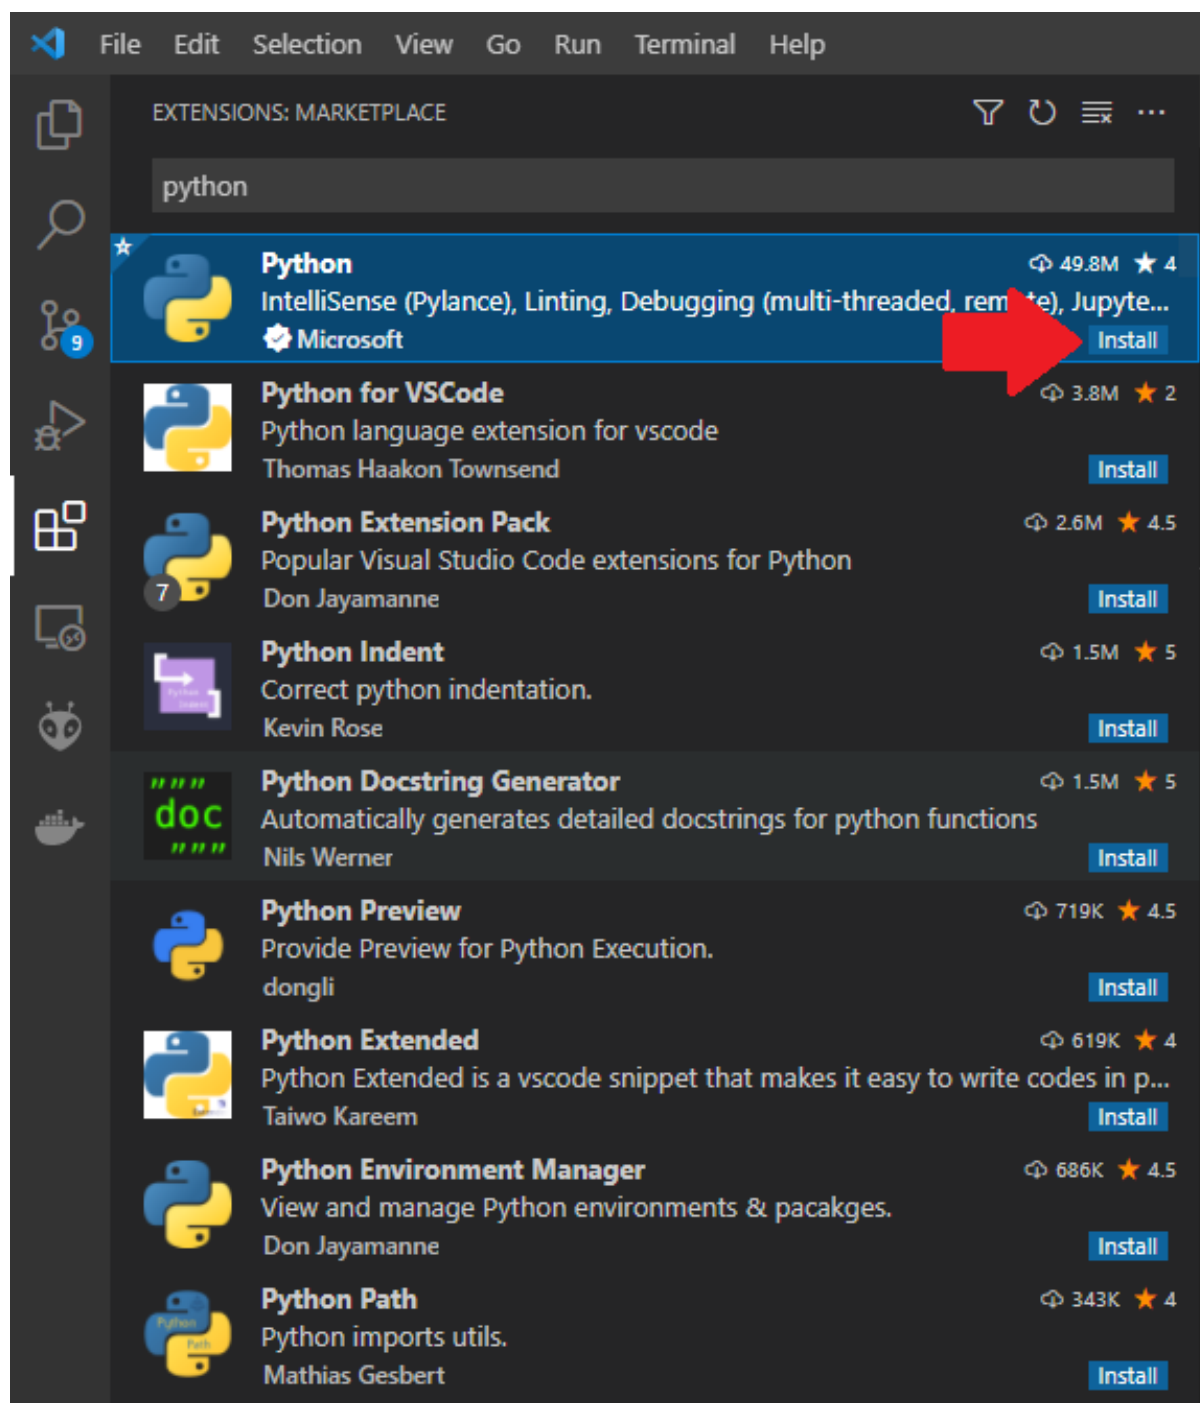 File Edit Selection View Go Run Terminal Help
EXTENSIONS: MARKETPLACE
python
Python 49.8M 4
IntelliSense (Pylance), Linting, Debugging (multi-threaded, remote), Jupyte...
Microsoft Install
Python for VSCode 3.8M 2
Python language extension for vscode
Thomas Haakon Townsend Install
Python Extension Pack 2.6M 4.5
Popular Visual Studio Code extensions for Python
7 Don Jayamanne Install
Python Indent 1.5M 5
Correct python indentation.
Kevin Rose Install
Python Docstring Generator 1.5M 5
Automatically generates detailed docstrings for python functions
Nils Werner Install
""" doc """
Python Preview 719K 4.5
Provide Preview for Python Execution.
dongli Install
Python Extended 619K 4
Python Extended is a vscode snippet that makes it easy to write codes in p...
Taiwo Kareem Install
Python Environment Manager 686K 4.5
View and manage Python environments & pacakges.
Don Jayamanne Install
Python Path 343K 4
Python imports utils.
Mathias Gesbert Install
Python
Path
9